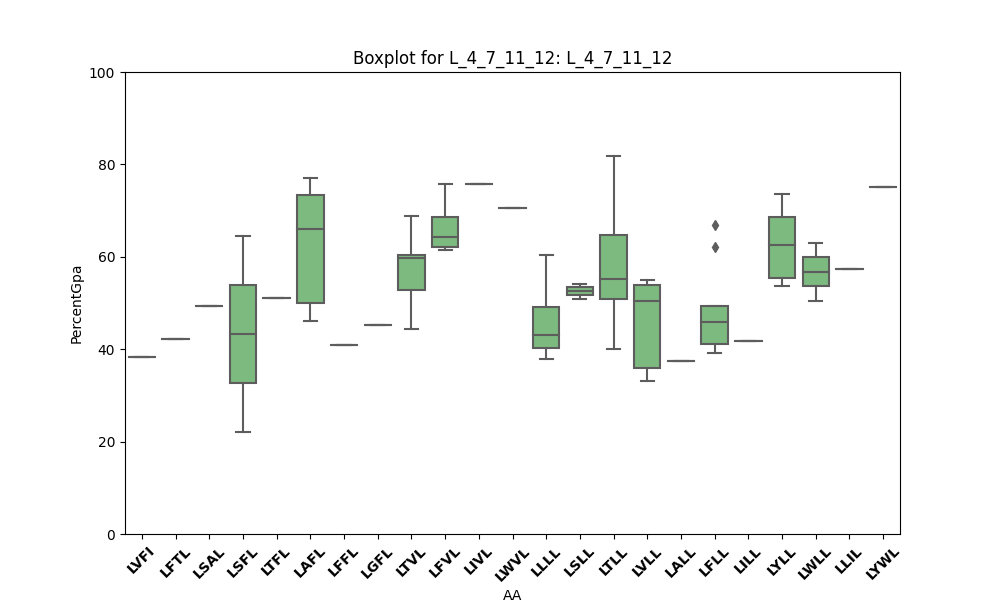 Boxplot for L_4_7_11_12: L_4_7_11_12
100
80
60
40
20
0
PercentGpa
LVFI LFTL LSAL LSFL LTFL LAFL LFFL LGFL LTVL LFVL LIVL LWVL LLLL LSLL LTLL LVLL LALL LFLL LILL LYLL LWLL LLIL LYWL
AA